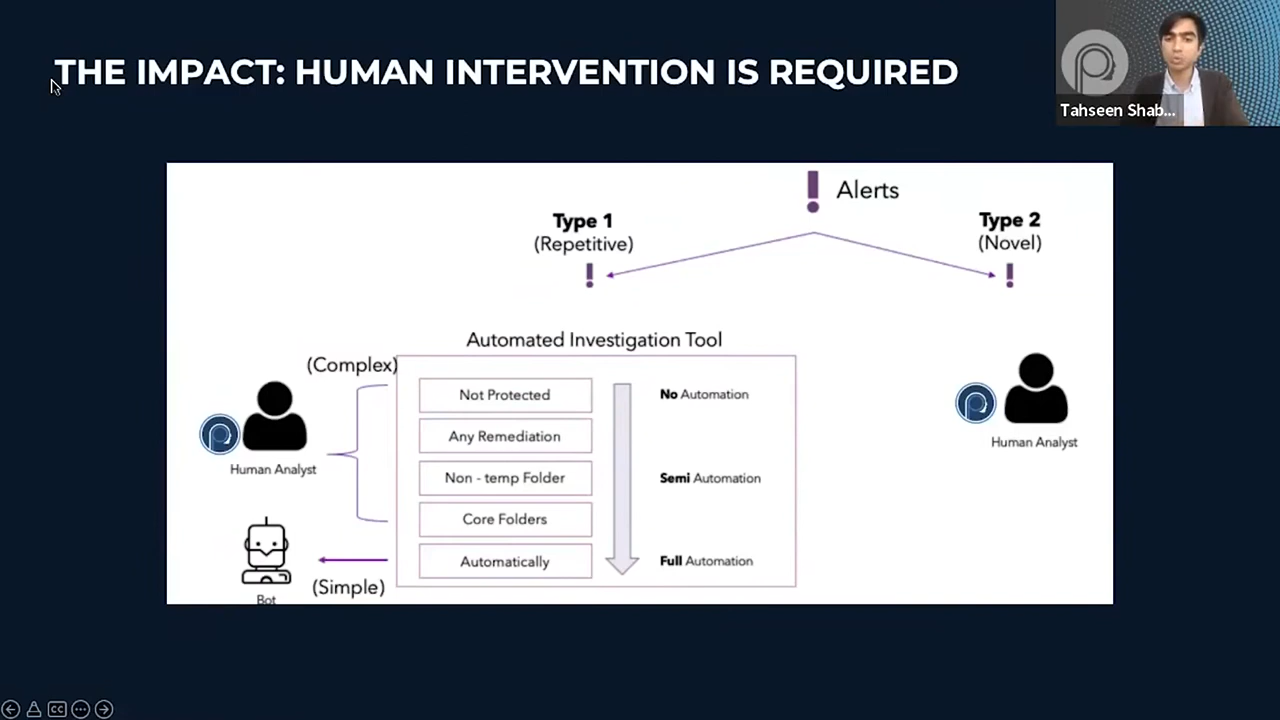 THE IMPACT: HUMAN INTERVENTION IS REQUIRED
Tahseen Shab...
Alerts
Type 1
(Repetitive)
Type 2
(Novel)
Automated Investigation Tool
(Complex)
Not Protected
No Automation
Any Remediation
Human Analyst
Human Analyst
Non - temp Folder
Semi Automation
Core Folders
Automatically
Full Automation
(Simple)
Bot
CC